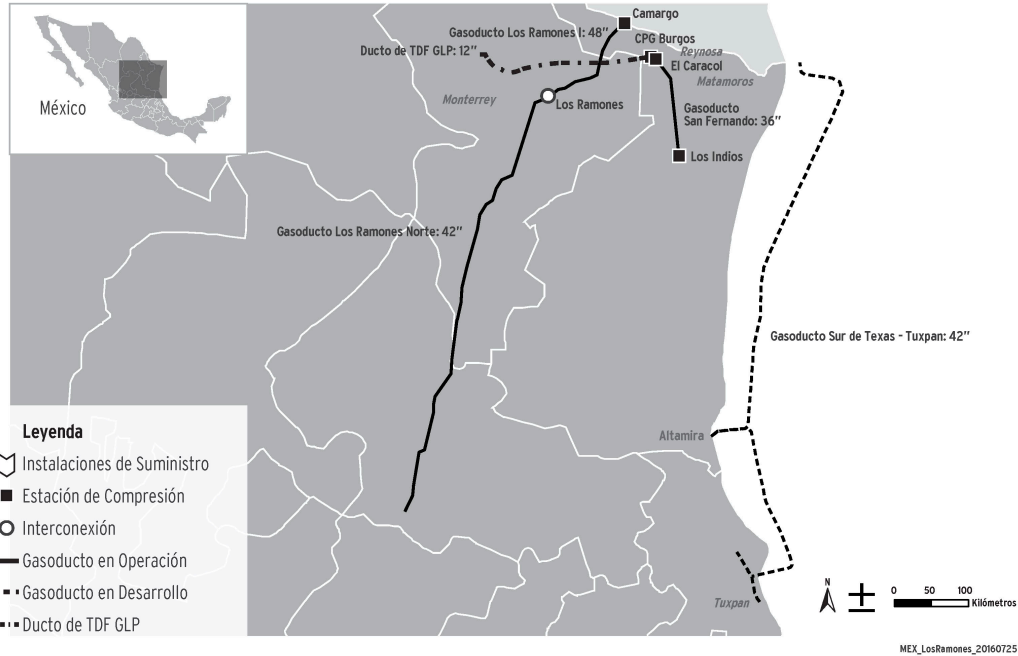 México
Camargo
Gasoducto Los Ramones I: 48"
CPG Burgos
Ducto de TDF GLP: 12"
Reynosa
El Caracol
Matamoros
Monterrey
Los Ramones
Gasoducto
San Fernando: 36"
Los Indios
Gasoducto Los Ramones Norte: 42"
Gasoducto Sur de Texas - Tuxpan: 42"
Altamira
Tuxpan
Leyenda
Instalaciones de Suministro
Estación de Compresión
Interconexión
Gasoducto en Operación
Gasoducto en Desarrollo
Ducto de TDF GLP
N
0 50 100
Kilómetros
MEX_LosRamones_20160725